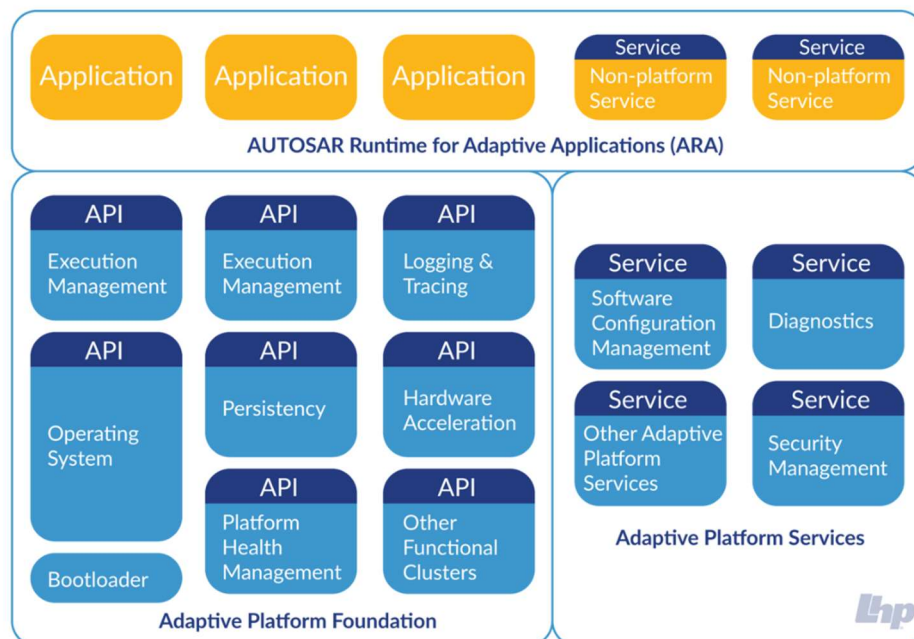 Application
Application
Application
Service
Non-platform
Service
Service
Non-platform
Service
AUTOSAR Runtime for Adaptive Applications (ARA)
API
Execution
Management
API
Execution
Management
API
Logging &
Tracing
API
Operating
System
API
Persistency
API
Hardware
Acceleration
API
Platform
Health
Management
API
Other
Functional
Clusters
Bootloader
Adaptive Platform Foundation
Service
Software
Configuration
Management
Service
Diagnostics
Service
Other Adaptive
Platform
Services
Service
Security
Management
Adaptive Platform Services
Lhp